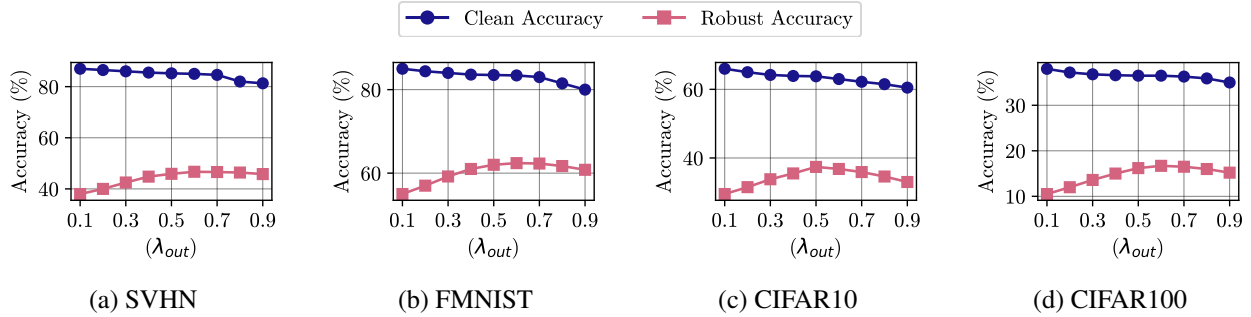 Clean Accuracy Robust Accuracy
Accuracy (%)
80
60
40
0.1 0.3 0.5 0.7 0.9
(λout)
(a) SVHN
Accuracy (%)
80
60
0.1 0.3 0.5 0.7 0.9
(λout)
(b) FMNIST
Accuracy (%)
60
40
0.1 0.3 0.5 0.7 0.9
(λout)
(c) CIFAR10
Accuracy (%)
30
20
10
0.1 0.3 0.5 0.7 0.9
(λout)
(d) CIFAR100